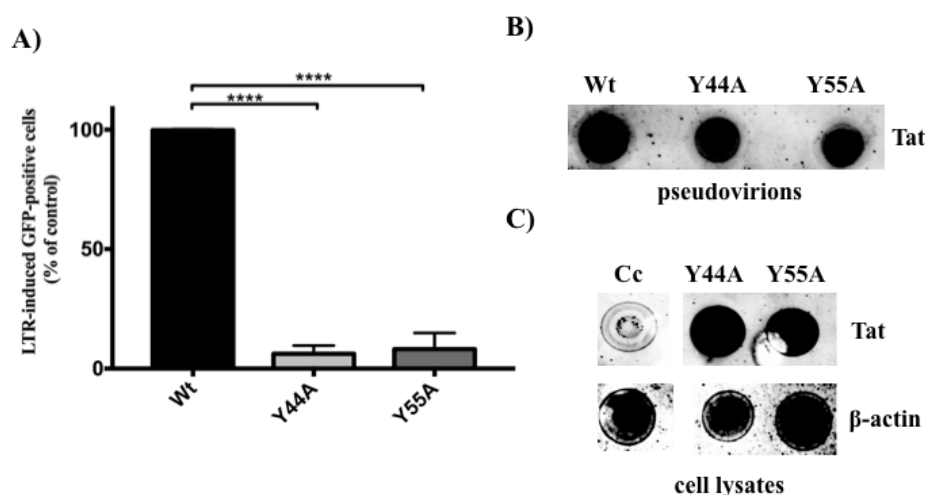 A)
LTR-induced GFP-positive cells
(% of control)
100
50
0
****
****
Wt
Y44A
Y55A
B)
Wt Y44A Y55A
Tat
pseudovirions
C)
Cc Y44A Y55A
Tat
β-actin
cell lysates